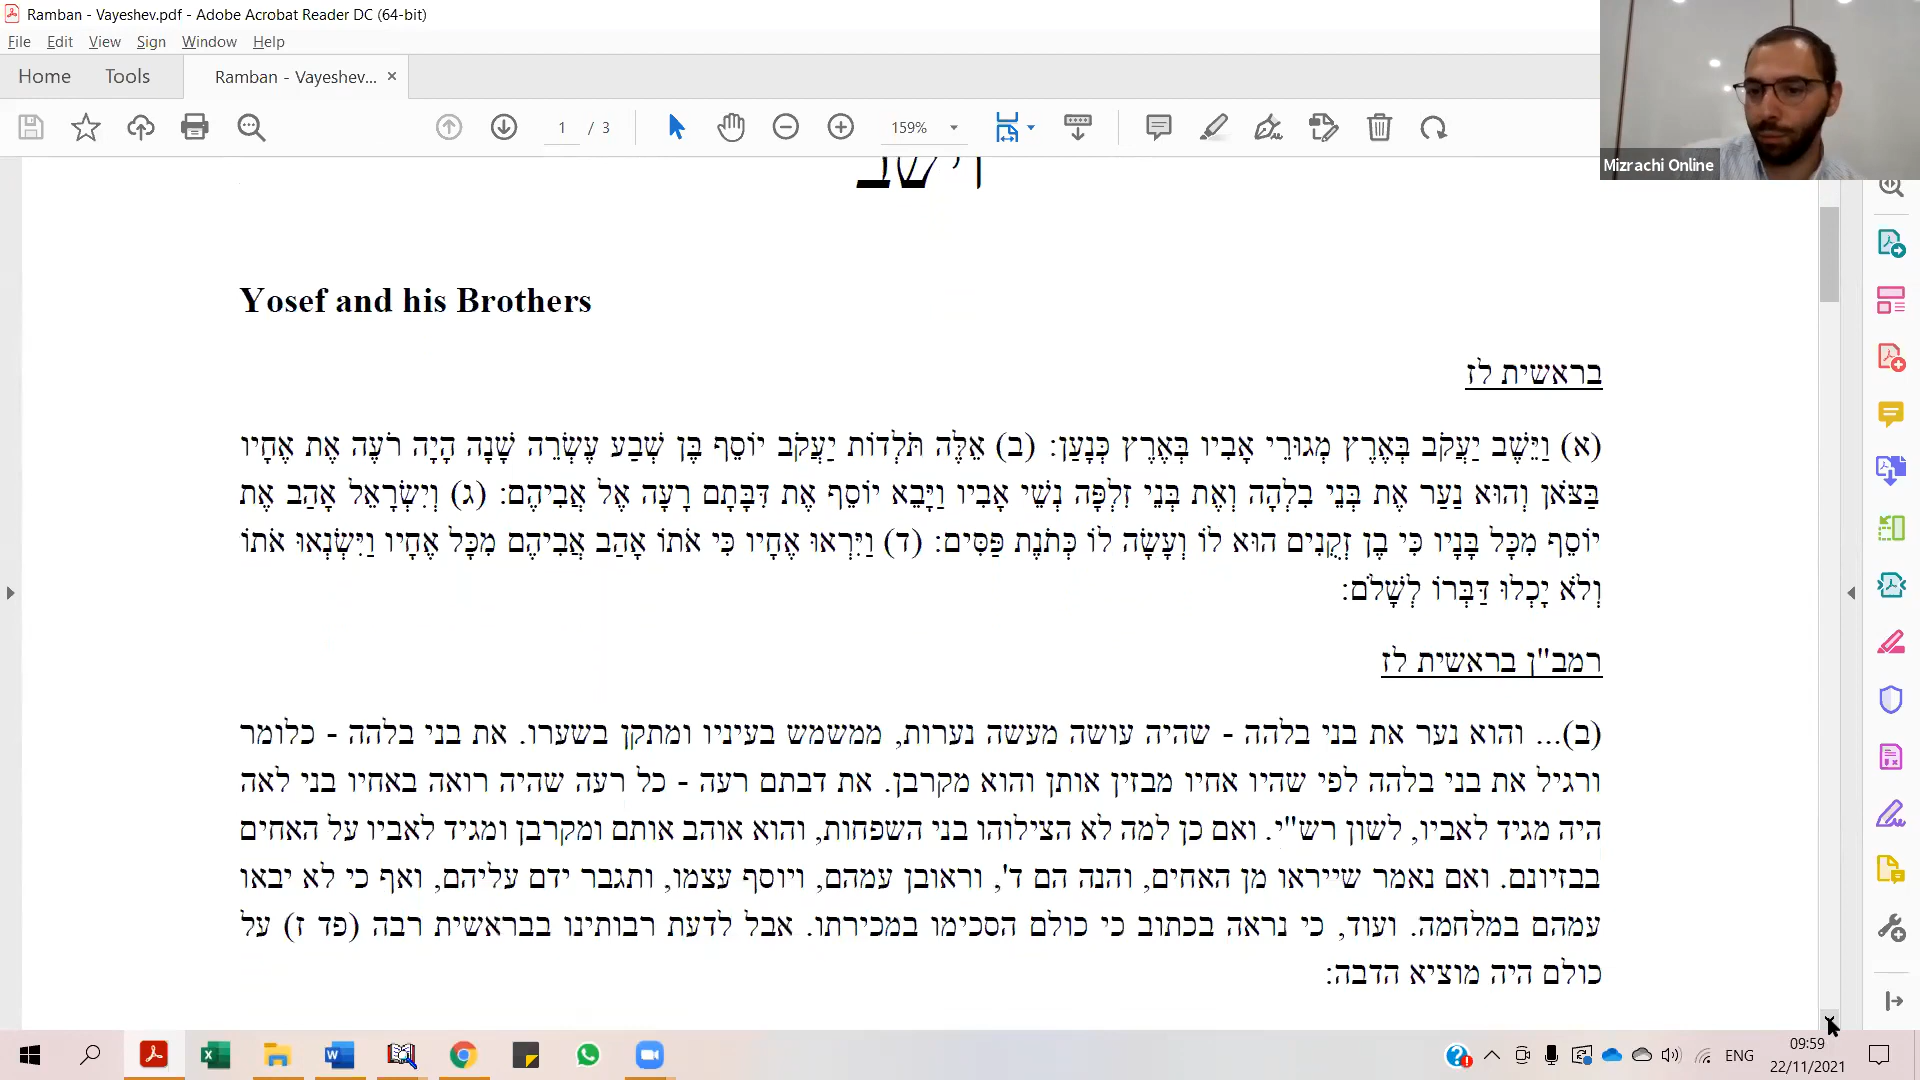 Ramban - Vayeshev.pdf - Adobe Acrobat Reader DC (64-bit)
File Edit View Sign Window Help
Home Tools Ramban - Vayeshev... ×
1 / 3 159%
Mizrachi Online
וישב
Yosef and his Brothers
בראשית לז
(א) וַיֵּשֶׁב יַעֲקֹב בְּאֶרֶץ מְגוּרֵי אָבִיו בְּאֶרֶץ כְּנָעַן: (ב) אֵלֶּה תֹּלְדוֹת יַעֲקֹב יוֹסֵף בֶּן שְׁבַע עֶשְׂרֵה שָׁנָה הָיָה רֹעֶה אֶת אֶחָיו
בַּצֹּאן וְהוּא נַעַר אֶת בְּנֵי בִלְהָה וְאֶת בְּנֵי זִלְפָּה נְשֵׁי אָבִיו וַיָּבֵא יוֹסֵף אֶת דִּבָּתָם רָעָה אֶל אֲבִיהֶם: (ג) וְיִשְׂרָאֵל אָהַב אֶת
יוֹסֵף מִכָּל בָּנָיו כִּי בֶן זְקֻנִים הוּא לוֹ וְעָשָׂה לוֹ כְּתֹנֶת פַּסִּים: (ד) וַיִּרְאוּ אֶחָיו כִּי אֹתוֹ אָהַב אֲבִיהֶם מִכָּל אֶחָיו וַיִּשְׂנְאוּ אֹתוֹ
וְלֹא יָכְלוּ דַּבְּרוֹ לְשָׁלֹם:
רמב"ן בראשית לז
(ב)... והוא נער את בני בלהה - שהיה עושה מעשה נערות, ממשמש בעיניו ומתקן בשערו. את בני בלהה - כלומר
ורגיל את בני בלהה לפי שהיו אחיו מבזין אותן והוא מקרבן. את דבתם רעה - כל רעה שהיה רואה באחיו בני לאה
היה מגיד לאביו, לשון רש"י. ואם כן למה לא הצילוהו בני השפחות, והוא אוהב אותם ומקרבן ומגיד לאביו על האחים
בבזיונם. ואם נאמר שייראו מן האחים, והנה הם ד', וראובן עמהם, ויוסף עצמו, ותגבר ידם עליהם, ואף כי לא יבאו
עמהם במלחמה. ועוד, כי נראה בכתוב כי כולם הסכימו במכירתו. אבל לדעת רבותינו בבראשית רבה (פד ז) על
כולם היה מוציא הדבה:
ENG
09:59
22/11/2021